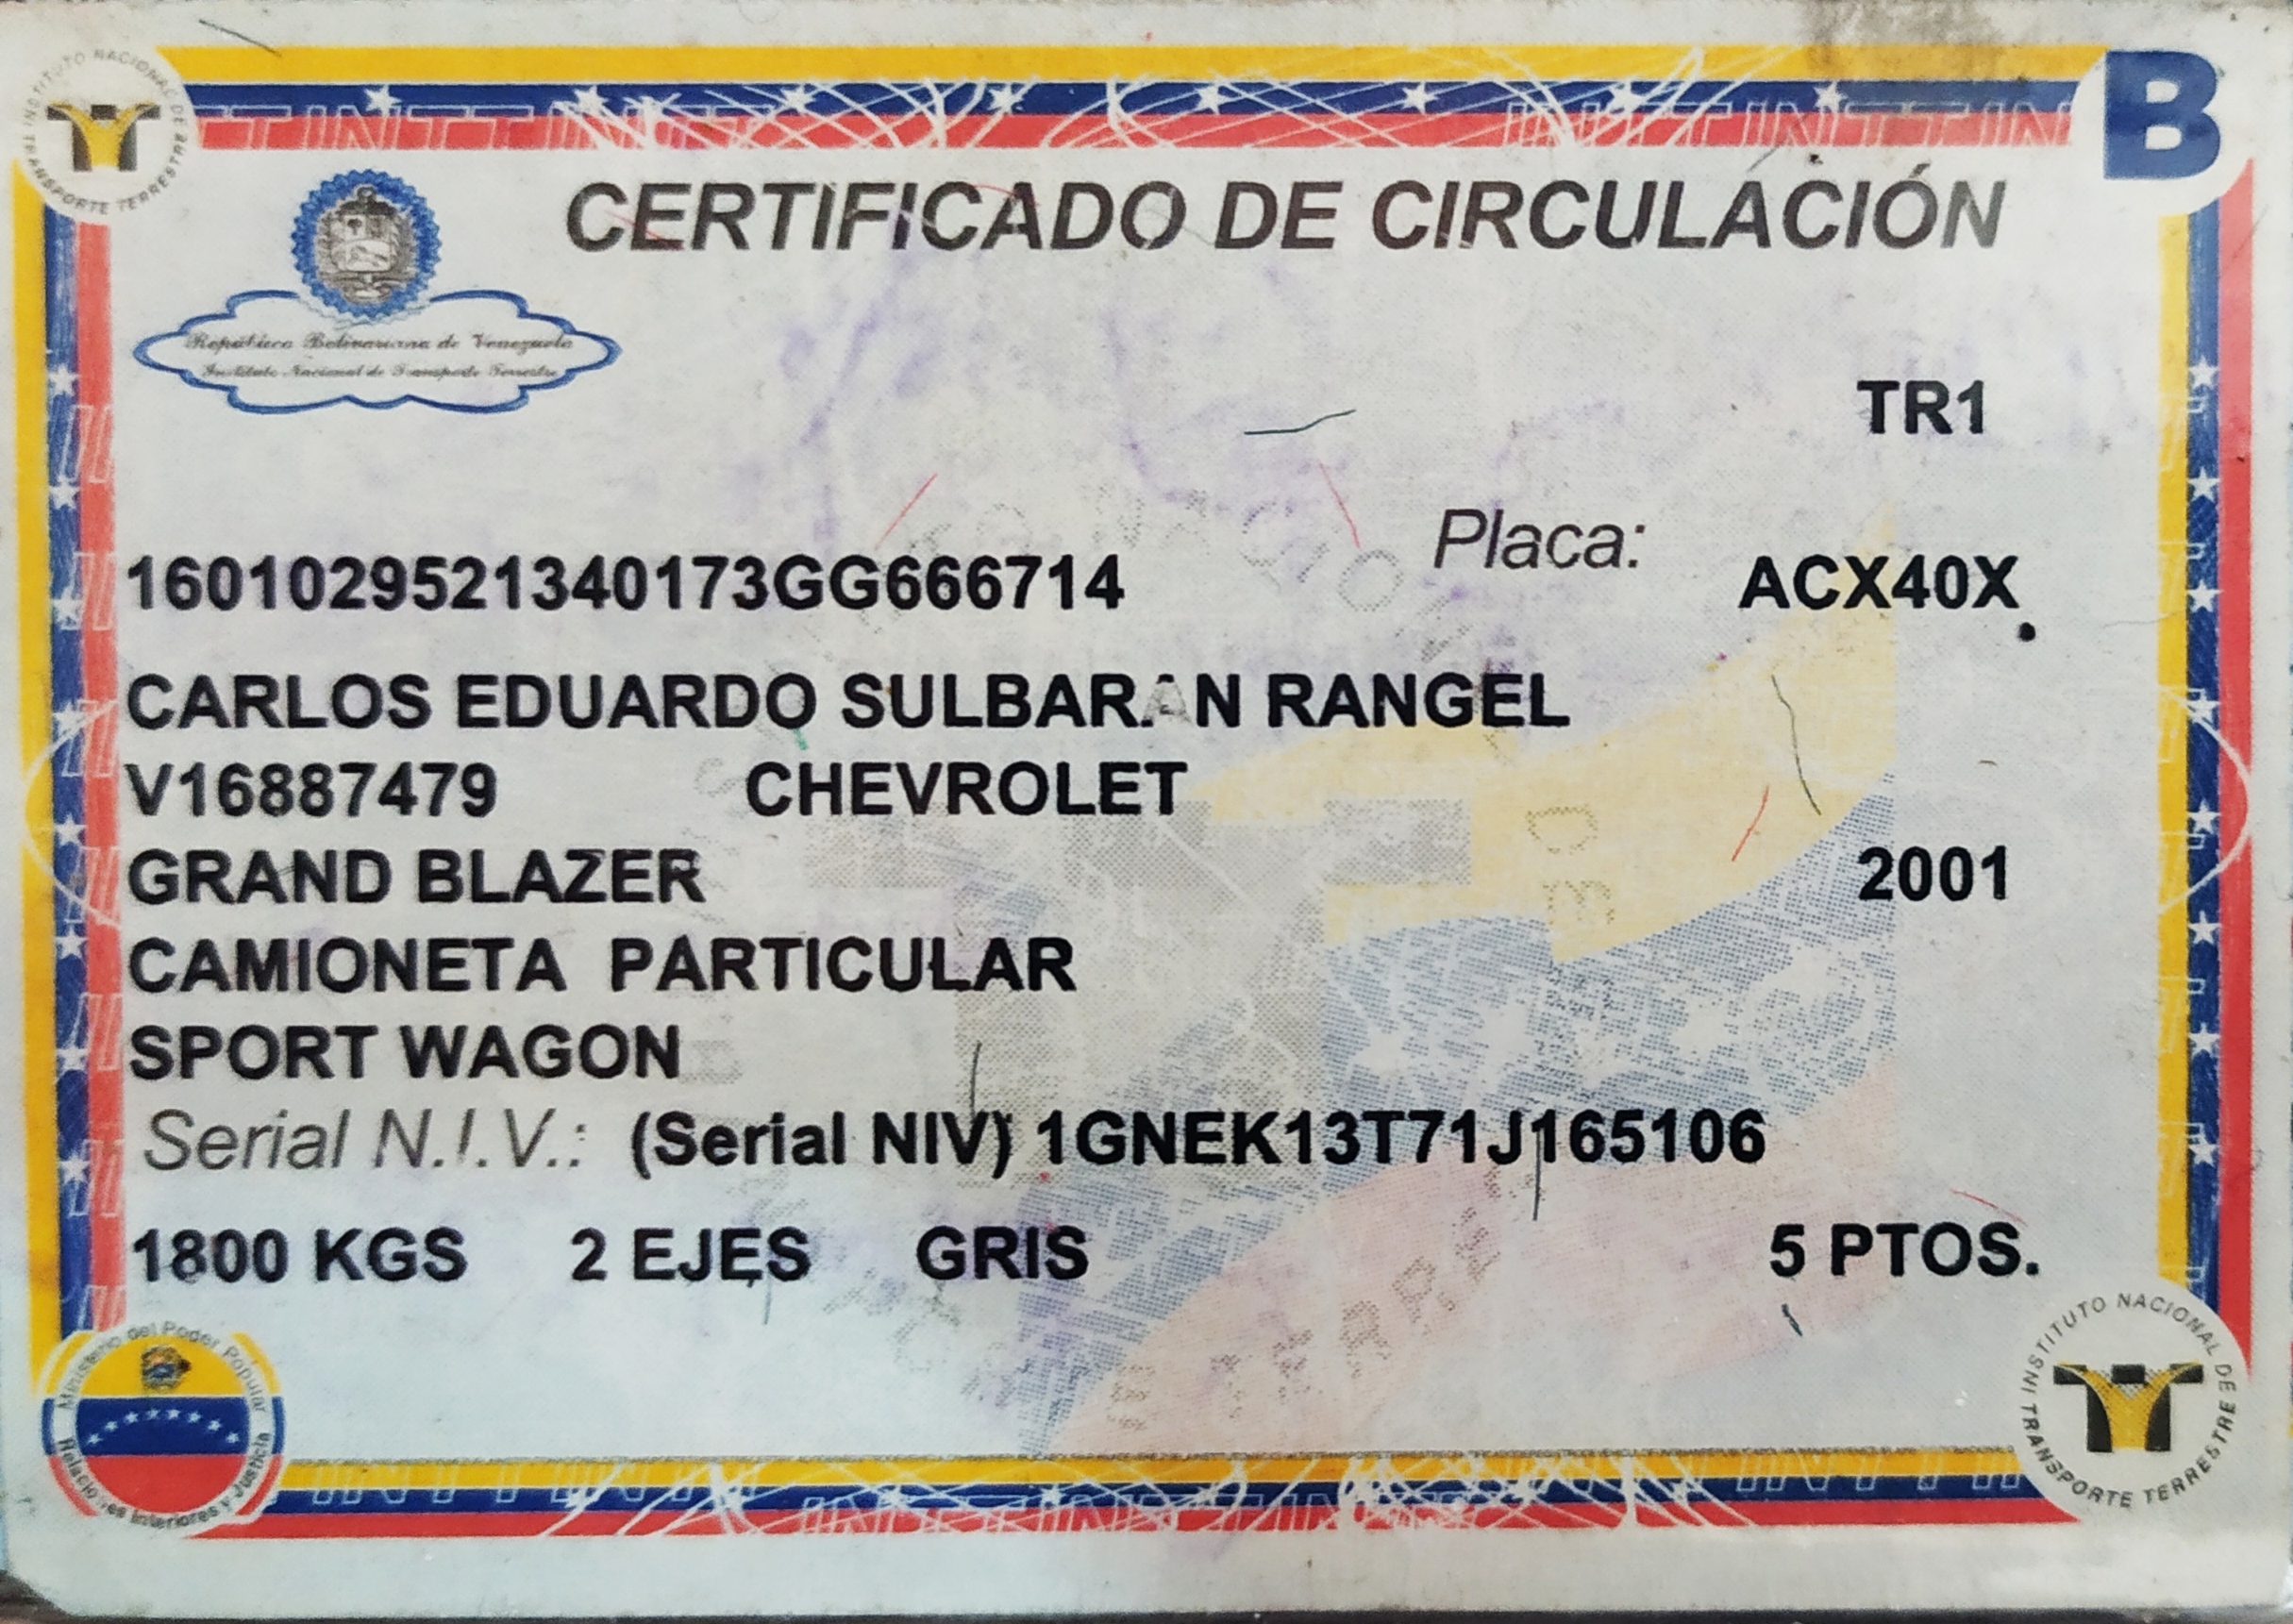 INSTITUTO NACIONAL DE TRANSPORTE TERRESTRE
B
CERTIFICADO DE CIRCULACIÓN
República Bolivariana de Venezuela
Instituto Nacional de Transporte Terrestre
TR1
Placa:
1601029521340173GG666714 ACX40X
CARLOS EDUARDO SULBARAN RANGEL
V16887479 CHEVROLET
GRAND BLAZER 2001
CAMIONETA PARTICULAR
SPORT WAGON
Serial N.I.V.: (Serial NIV) 1GNEK13T71J165106
1800 KGS 2 EJES GRIS 5 PTOS.
Ministerio del Poder Popular
Relaciones Interiores y Justicia
INSTITUTO NACIONAL DE TRANSPORTE TERRESTRE